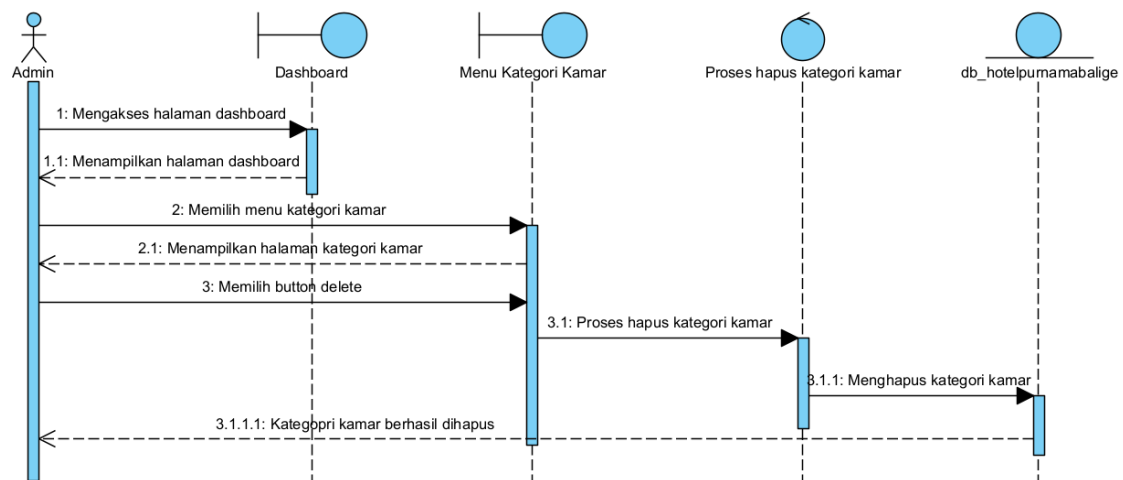 Admin
Dashboard
Menu Kategori Kamar
Proses hapus kategori kamar
db_hotelpurnamabalige
1: Mengakses halaman dashboard
1.1: Menampilkan halaman dashboard
2: Memilih menu kategori kamar
2.1: Menampilkan halaman kategori kamar
3: Memilih button delete
3.1: Proses hapus kategori kamar
3.1.1: Menghapus kategori kamar
3.1.1.1: Kategopri kamar berhasil dihapus